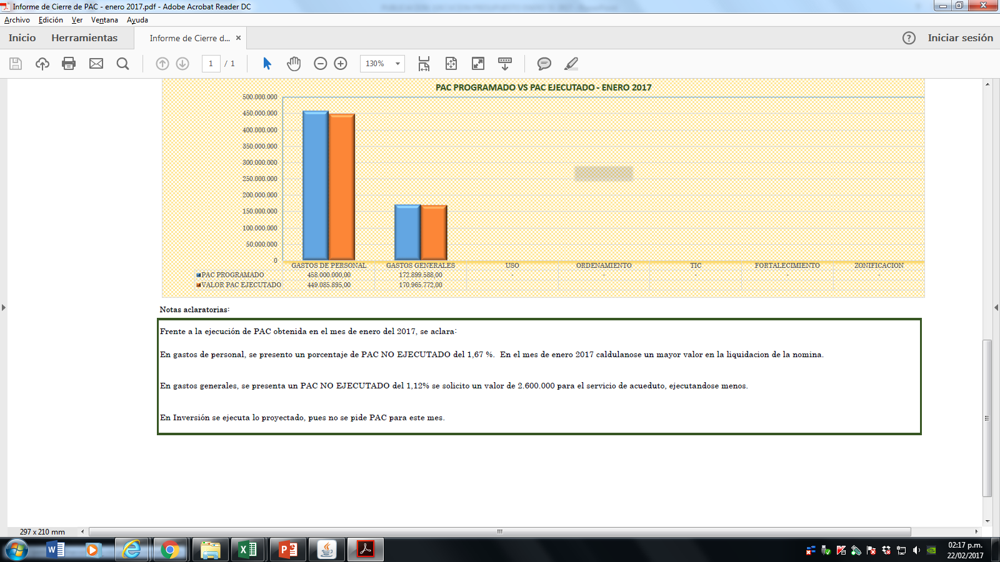 Informe de Cierre de PAC - enero 2017.pdf - Adobe Acrobat Reader DC
Archivo Edición Ver Ventana Ayuda
Inicio Herramientas Informe de Cierre d... × ? Iniciar sesión
1 / 1 130%
PAC PROGRAMADO VS PAC EJECUTADO - ENERO 2017
500.000.000
450.000.000
400.000.000
350.000.000
300.000.000
250.000.000
200.000.000
150.000.000
100.000.000
50.000.000
0
GASTOS DE PERSONAL GASTOS GENERALES USO ORDENAMIENTO TIC FORTALECIMIENTO ZONIFICACION
PAC PROGRAMADO 458.000.000,00 172.899.588,00 - - - - -
VALOR PAC EJECUTADO 449.085.895,00 170.965.772,00
Notas aclaratorias:
Frente a la ejecución de PAC obtenida en el mes de enero del 2017, se aclara:
En gastos de personal, se presento un porcentaje de PAC NO EJECUTADO del 1,67 %. En el mes de enero 2017 caldulanose un mayor valor en la liquidacion de la nomina.
En gastos generales, se presenta un PAC NO EJECUTADO del 1,12% se solicito un valor de 2.600.000 para el servicio de acueduto, ejecutandose menos.
En Inversión se ejecuta lo proyectado, pues no se pide PAC para este mes.
297 x 210 mm
02:17 p.m.
22/02/2017